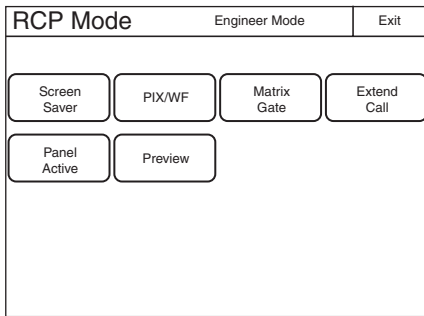 RCP Mode Engineer Mode Exit
Screen Saver PIX/WF Matrix Gate Extend Call
Panel Active Preview